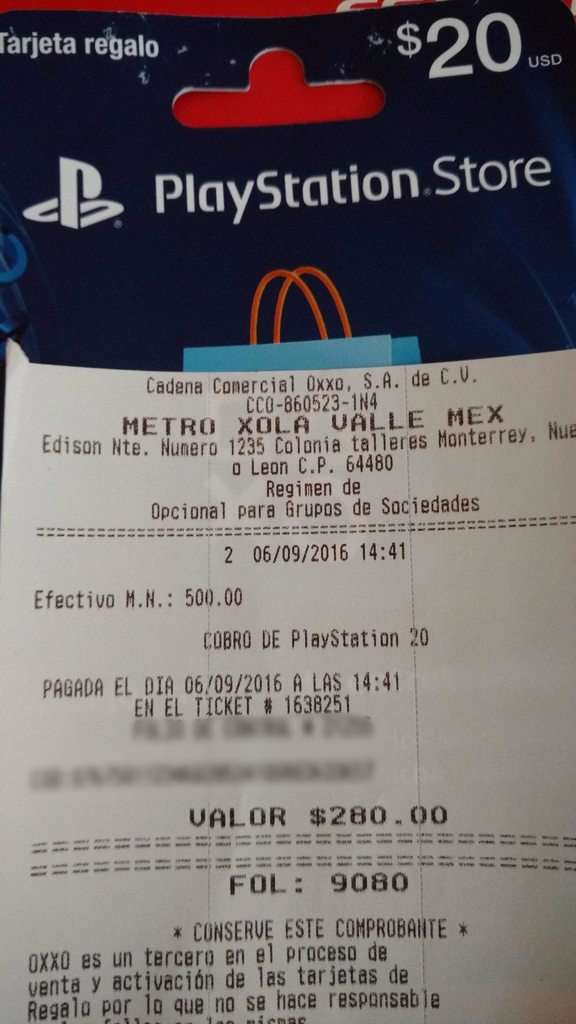 Tarjeta regalo
$20 USD
PlayStation®Store
Cadena Comercial Oxxo, S.A. de C.V.
CCO-860523-1N4
METRO XOLA VALLE MEX
Edison Nte. Numero 1235 Colonia talleres Monterrey, Nue
o Leon C.P. 64480
Regimen de
Opcional para Grupos de Sociedades
2 06/09/2016 14:41
Efectivo M.N.: 500.00
COBRO DE PlayStation 20
PAGADA EL DIA 06/09/2016 A LAS 14:41
EN EL TICKET # 1638251
VALOR $280.00
FOL: 9080
* CONSERVE ESTE COMPROBANTE *
OXXO es un tercero en el proceso de
venta y activación de las tarjetas de
Regalo por lo que no se hace responsable